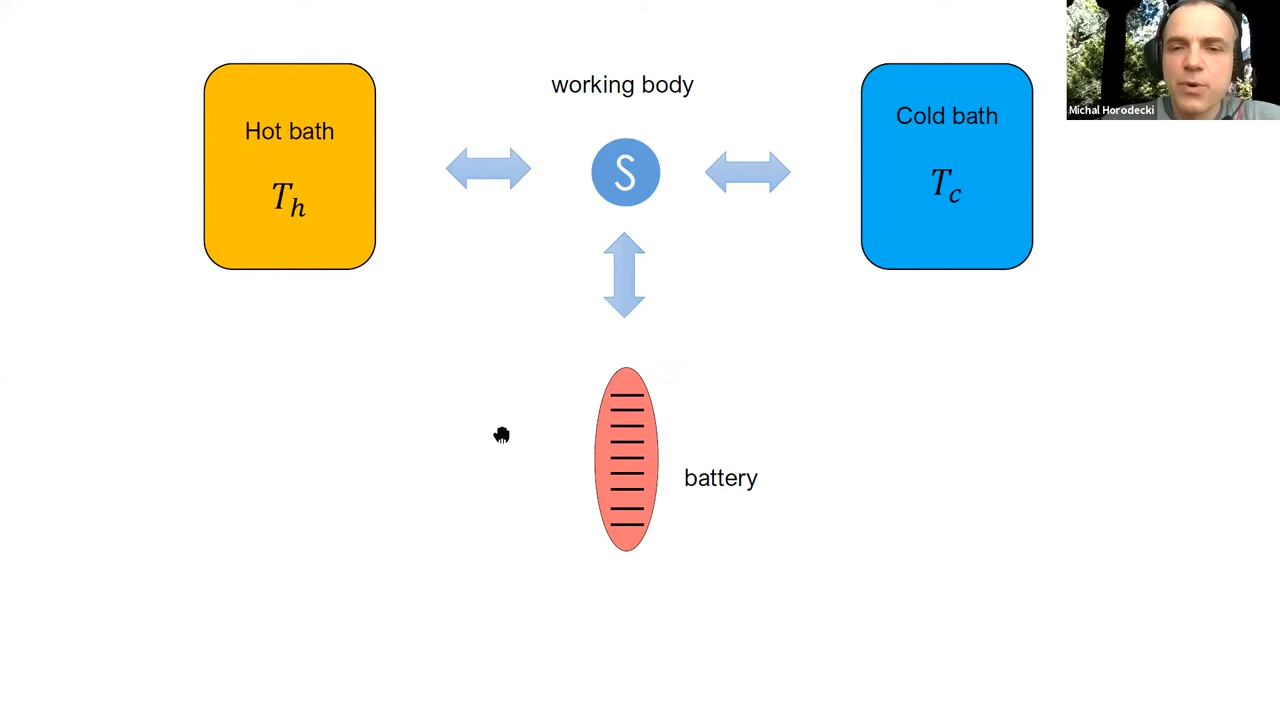 working body
Hot bath
T_h
S
Cold bath
T_c
battery
Michal Horodecki